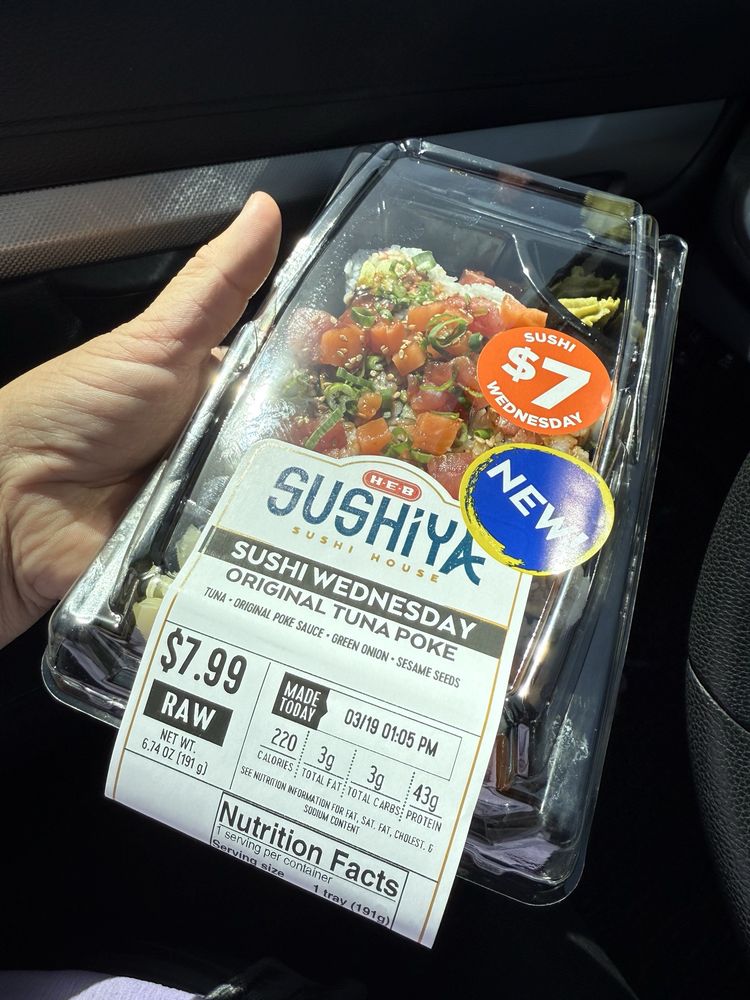 SUSHI
$7
WEDNESDAY
NEW!
H-E-B
SUSHiYA
SUSHI HOUSE
SUSHI WEDNESDAY
ORIGINAL TUNA POKE
TUNA • ORIGINAL POKE SAUCE • GREEN ONION • SESAME SEEDS
$7.99
RAW
NET WT.
6.74 OZ (191 g)
MADE
TODAY
03/19 01:05 PM
220
CALORIES
3g
TOTAL FAT
3g
TOTAL CARBS
43g
PROTEIN
SEE NUTRITION INFORMATION FOR FAT, SAT. FAT, CHOLEST. &
SODIUM CONTENT
Nutrition Facts
1 serving per container
Serving size 1 tray (191g)